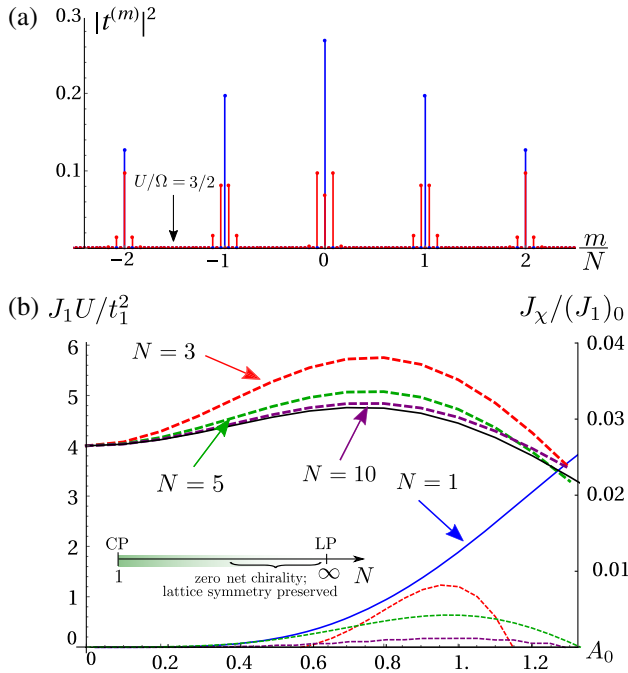 (a)
|t^(m)|^2
0.3
0.2
0.1
U/Ω = 3/2
-2 -1 0 1 2
m/N
(b) J_1U/t_1^2 J_χ/(J_1)_0
6 0.04
N = 3
5
4 0.03
N = 5 N = 10
N = 1
3 0.02
2
CP LP
1 ∞ N
zero net chirality;
lattice symmetry preserved
1 0.01
0
0 0.2 0.4 0.6 0.8 1. 1.2 A_0